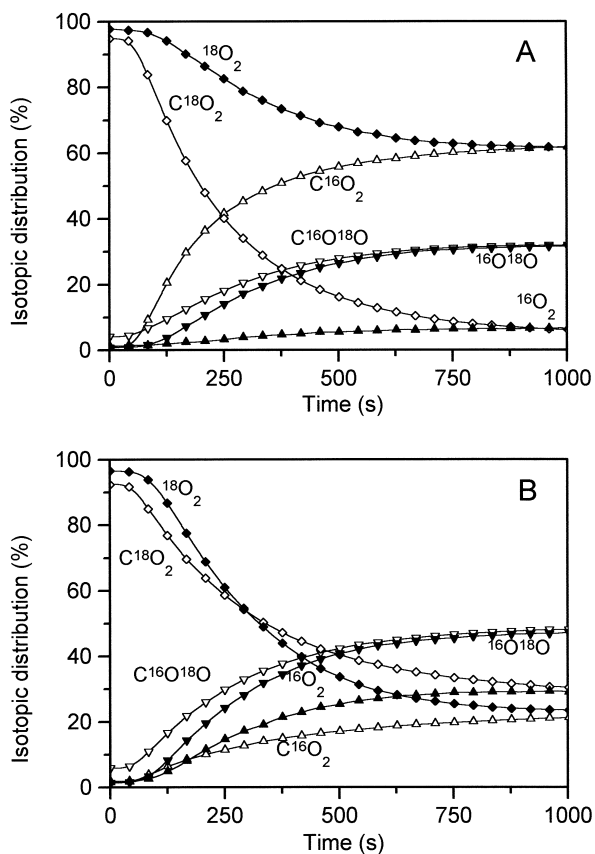 A
100
80
60
40
20
0
Isotopic distribution (%)
¹⁸O₂
C¹⁸O₂
C¹⁶O₂
C¹⁶O¹⁸O
¹⁶O¹⁸O
¹⁶O₂
0 250 500 750 1000
Time (s)
B
100
80
60
40
20
0
Isotopic distribution (%)
¹⁸O₂
C¹⁸O₂
C¹⁶O¹⁸O
¹⁶O¹⁸O
¹⁶O₂
C¹⁶O₂
0 250 500 750 1000
Time (s)